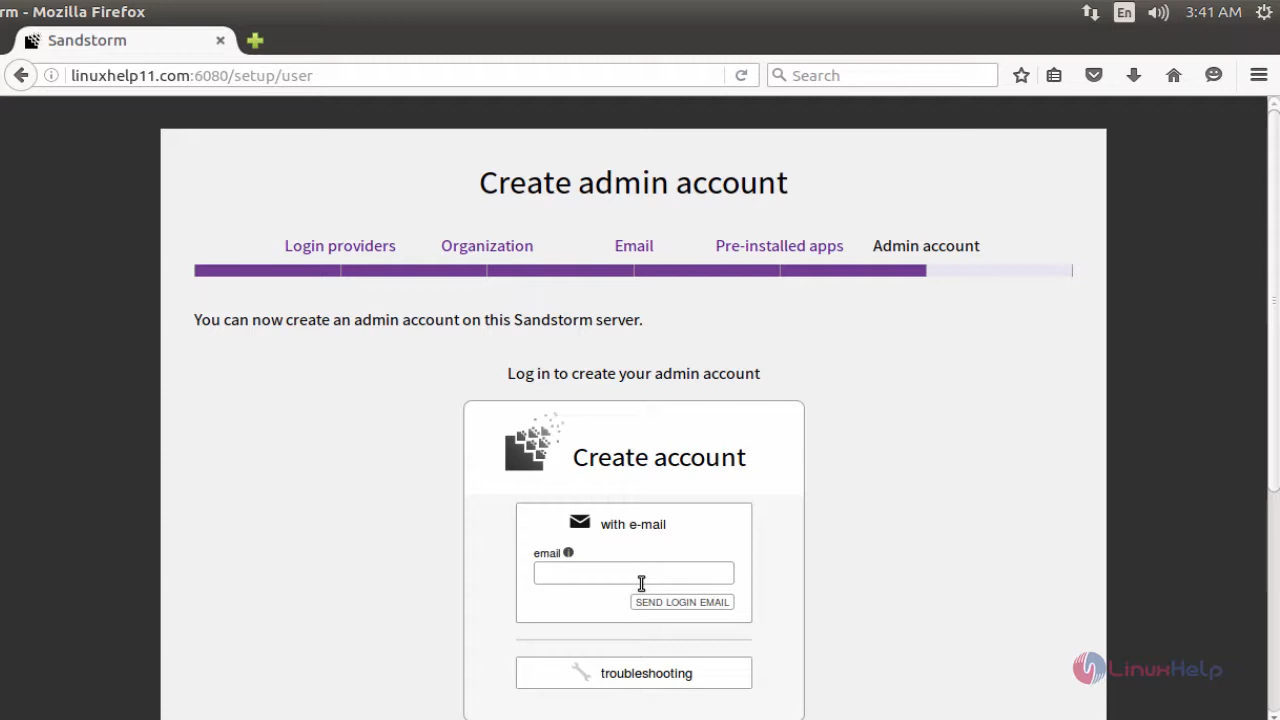 rm - Mozilla Firefox
En
3:41 AM
Sandstorm
linuxhelp11.com:6080/setup/user
Search
Create admin account
Login providers
Organization
Email
Pre-installed apps
Admin account
You can now create an admin account on this Sandstorm server.
Log in to create your admin account
Create account
with e-mail
email
SEND LOGIN EMAIL
troubleshooting
LinuxHelp